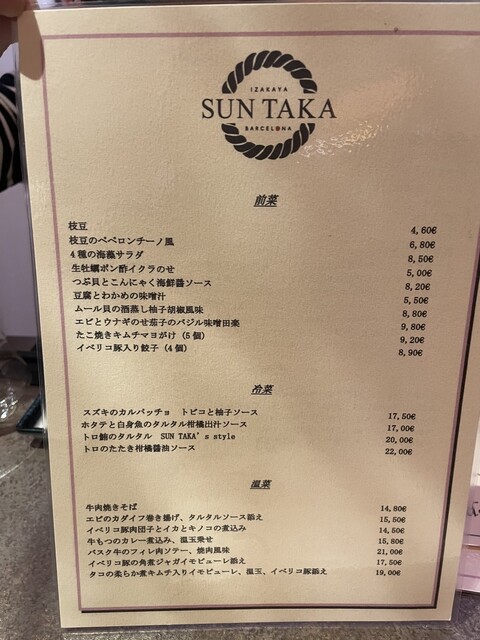 IZAKAYA
SUN TAKA
BARCELONA
前菜
枝豆 4,60€
枝豆のペペロンチーノ風 6,80€
4種の海藻サラダ 8,50€
生牡蠣ポン酢イクラのせ 5,00€
つぶ貝とこんにゃく海鮮醤ソース 8,20€
豆腐とわかめの味噌汁 5,50€
ムール貝の酒蒸し柚子胡椒風味 8,80€
エビとウナギのせ茄子のバジル味噌田楽 9,80€
たこ焼きキムチマヨがけ（5個） 9,20€
イベリコ豚入り餃子（4個） 8,90€
冷菜
スズキのカルパッチョ　トビコと柚子ソース 17,50€
ホタテと白身魚のタルタル柑橘出汁ソース 17,00€
トロ鮪のタルタル　SUN TAKA's style 20,00€
トロのたたき柑橘醤油ソース 22,00€
温菜
牛肉焼きそば 14,80€
エビのカダイフ巻き揚げ、タルタルソース添え 15,50€
イベリコ豚肉団子とイカとキノコの煮込み 14,50€
牛もつのカレー煮込み、温玉乗せ 15,80€
バスク牛のフィレ肉ソテー、焼肉風味 21,00€
イベリコ豚の角煮ジャガイモピューレ添え 17,50€
タコの柔らか煮キムチ入りイモピューレ、温玉、イベリコ豚添え 19,00€